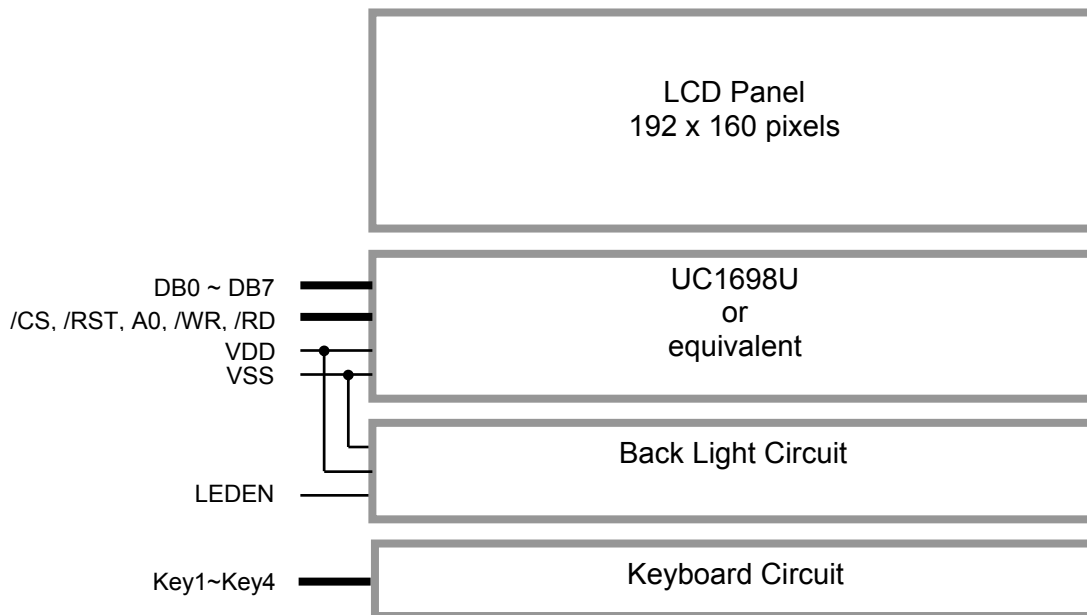 LCD Panel
192 x 160 pixels
DB0 ~ DB7
/CS, /RST, A0, /WR, /RD
VDD
VSS
UC1698U
or
equivalent
LEDEN
Back Light Circuit
Key1~Key4
Keyboard Circuit